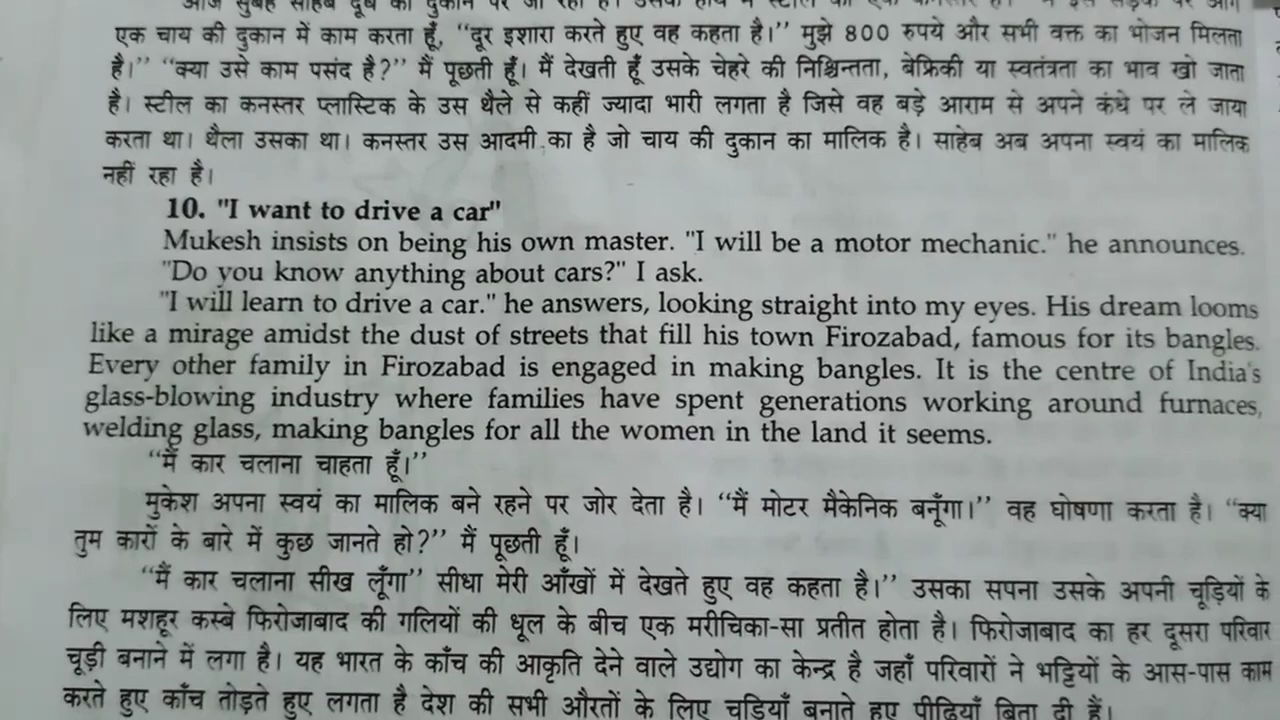 एक चाय की दुकान में काम करता हूँ, “दूर इशारा करते हुए वह कहता है।” मुझे 800 रुपये और सभी वक्त का भोजन मिलता
है।” “क्या उसे काम पसंद है?” मैं पूछती हूँ। मैं देखती हूँ उसके चेहरे की निश्चिन्तता, बेफ्रिकी या स्वतंत्रता का भाव खो जाता
है। स्टील का कनस्तर प्लास्टिक के उस थैले से कहीं ज्यादा भारी लगता है जिसे वह बड़े आराम से अपने कंधे पर ले जाया
करता था। थैला उसका था। कनस्तर उस आदमी का है जो चाय की दुकान का मालिक है। साहेब अब अपना स्वयं का मालिक
नहीं रहा है।
10. "I want to drive a car"
Mukesh insists on being his own master. "I will be a motor mechanic." he announces.
"Do you know anything about cars?" I ask.
"I will learn to drive a car." he answers, looking straight into my eyes. His dream looms
like a mirage amidst the dust of streets that fill his town Firozabad, famous for its bangles.
Every other family in Firozabad is engaged in making bangles. It is the centre of India's
glass-blowing industry where families have spent generations working around furnaces,
welding glass, making bangles for all the women in the land it seems.
“मैं कार चलाना चाहता हूँ।”
मुकेश अपना स्वयं का मालिक बने रहने पर जोर देता है। “मैं मोटर मैकेनिक बनूँगा।” वह घोषणा करता है। “क्या
तुम कारों के बारे में कुछ जानते हो?” मैं पूछती हूँ।
“मैं कार चलाना सीख लूँगा” सीधा मेरी आँखों में देखते हुए वह कहता है।” उसका सपना उसके अपनी चूड़ियों के
लिए मशहूर कस्बे फिरोजाबाद की गलियों की धूल के बीच एक मरीचिका-सा प्रतीत होता है। फिरोजाबाद का हर दूसरा परिवार
चूड़ी बनाने में लगा है। यह भारत के काँच की आकृति देने वाले उद्योग का केन्द्र है जहाँ परिवारों ने भट्टियों के आस-पास काम
करते हुए काँच तोड़ते हुए लगता है देश की सभी औरतों के लिए चूड़ियाँ बनाते हुए पीढ़ियाँ बिता दी हैं।